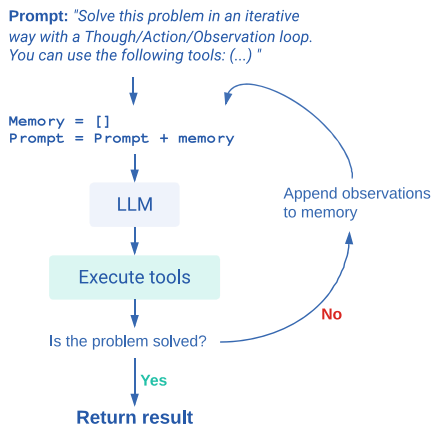 Prompt: "Solve this problem in an iterative
way with a Though/Action/Observation loop.
You can use the following tools: (...) "
Memory = []
Prompt = Prompt + memory
LLM
Append observations
to memory
Execute tools
No
Is the problem solved?
Yes
Return result